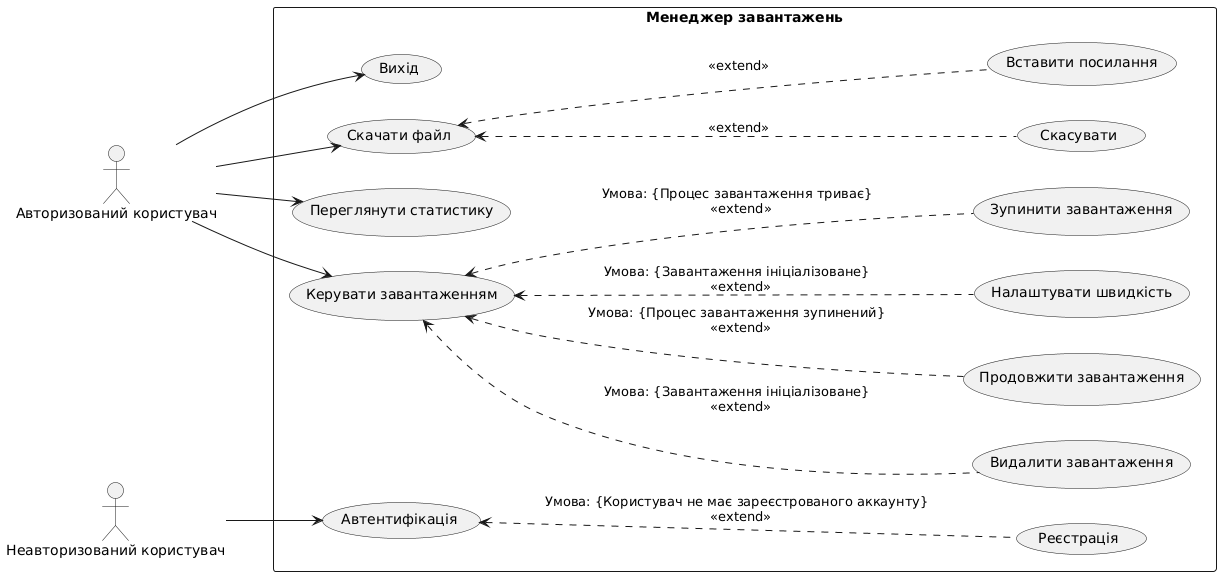 Менеджер завантажень
Вихід
«extend»
Вставити посилання
Скачати файл
«extend»
Скасувати
Авторизований користувач
Переглянути статистику
Умова: {Процес завантаження триває}
«extend»
Зупинити завантаження
Керувати завантаженням
Умова: {Завантаження ініціалізоване}
«extend»
Налаштувати швидкість
Умова: {Процес завантаження зупинений}
«extend»
Продовжити завантаження
Умова: {Завантаження ініціалізоване}
«extend»
Видалити завантаження
Неавторизований користувач
Автентифікація
Умова: {Користувач не має зареєстрованого аккаунту}
«extend»
Реєстрація